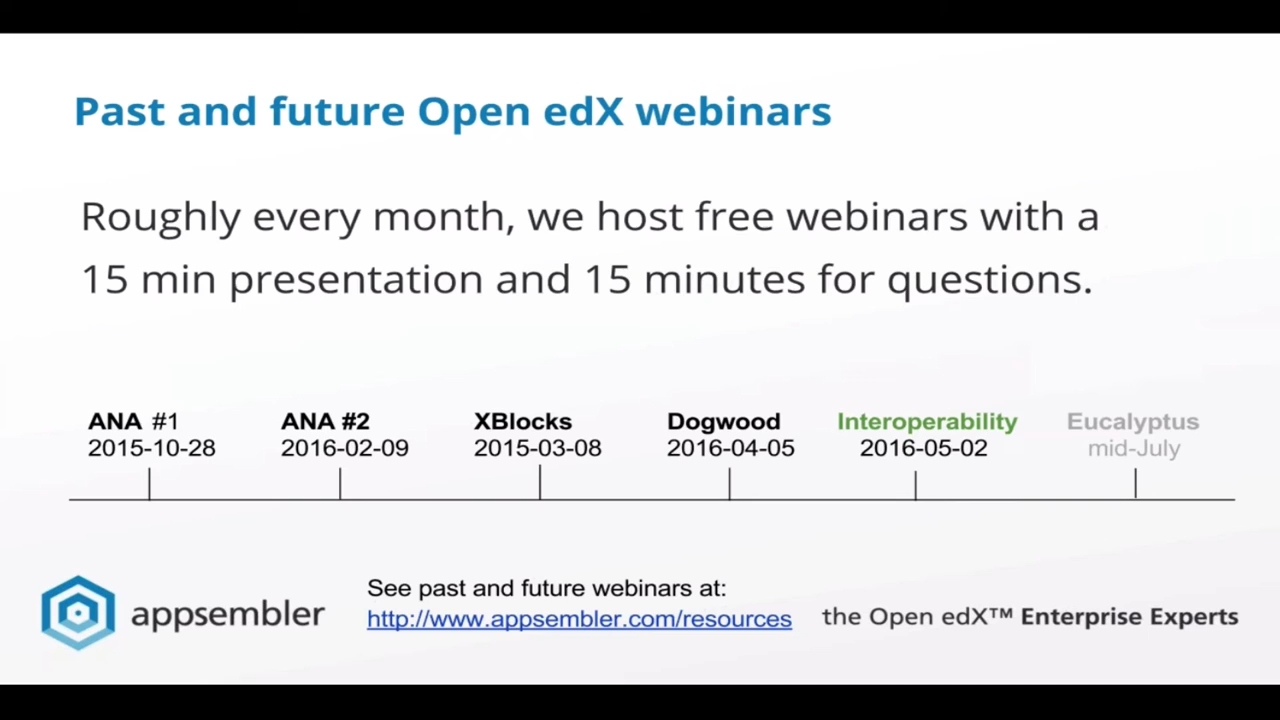 Past and future Open edX webinars
Roughly every month, we host free webinars with a
15 min presentation and 15 minutes for questions.
ANA #1 ANA #2 XBlocks Dogwood Interoperability Eucalyptus
2015-10-28 2016-02-09 2015-03-08 2016-04-05 2016-05-02 mid-July
See past and future webinars at:
appsembler http://www.appsembler.com/resources the Open edX™ Enterprise Experts